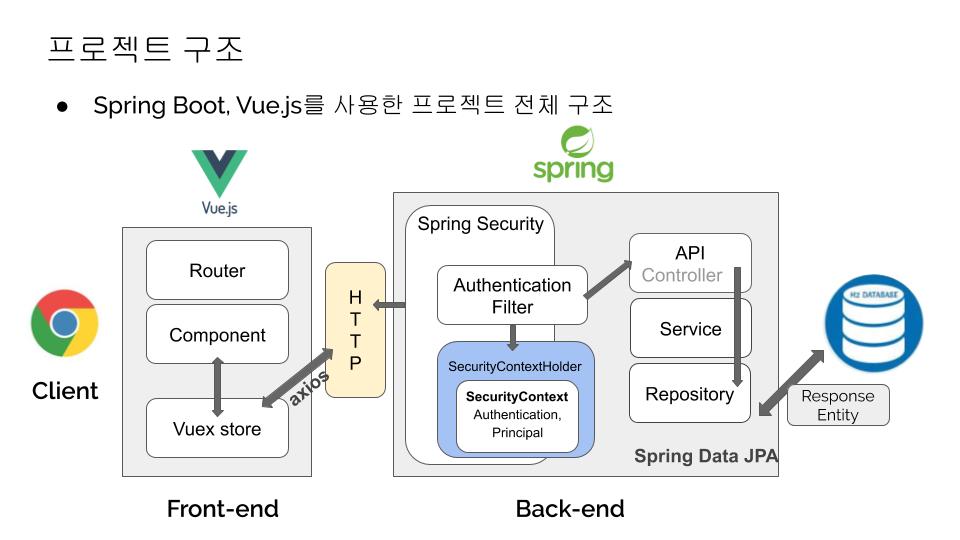 프로젝트 구조
● Spring Boot, Vue.js를 사용한 프로젝트 전체 구조
Vue.js
spring
Client
Router
Component
Vuex store
axios
H
T
T
P
Spring Security
Authentication
Filter
SecurityContextHolder
SecurityContext
Authentication,
Principal
API
Controller
Service
Repository
Spring Data JPA
H2 DATABASE
Response
Entity
Front-end
Back-end